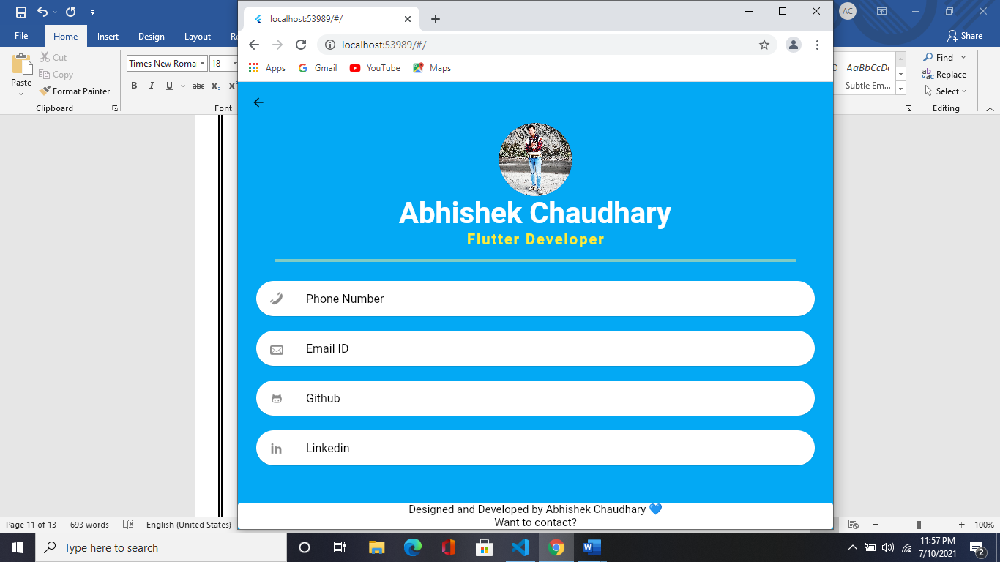 localhost:53989/#/
AC
File Home Insert Design Layout Re
Share
localhost:53989/#/
Apps Gmail YouTube Maps
Paste
Cut
Copy
Format Painter
Clipboard
Times New Roma 18
B I U abc x₂ x²
Font
AaBbCcDc
Subtle Em...
Find
Replace
Select
Editing
Abhishek Chaudhary
Flutter Developer
Phone Number
Email ID
Github
in Linkedin
Designed and Developed by Abhishek Chaudhary 💙
Want to contact?
Page 11 of 13 693 words English (United States) 100%
Type here to search
11:57 PM
7/10/2021
2